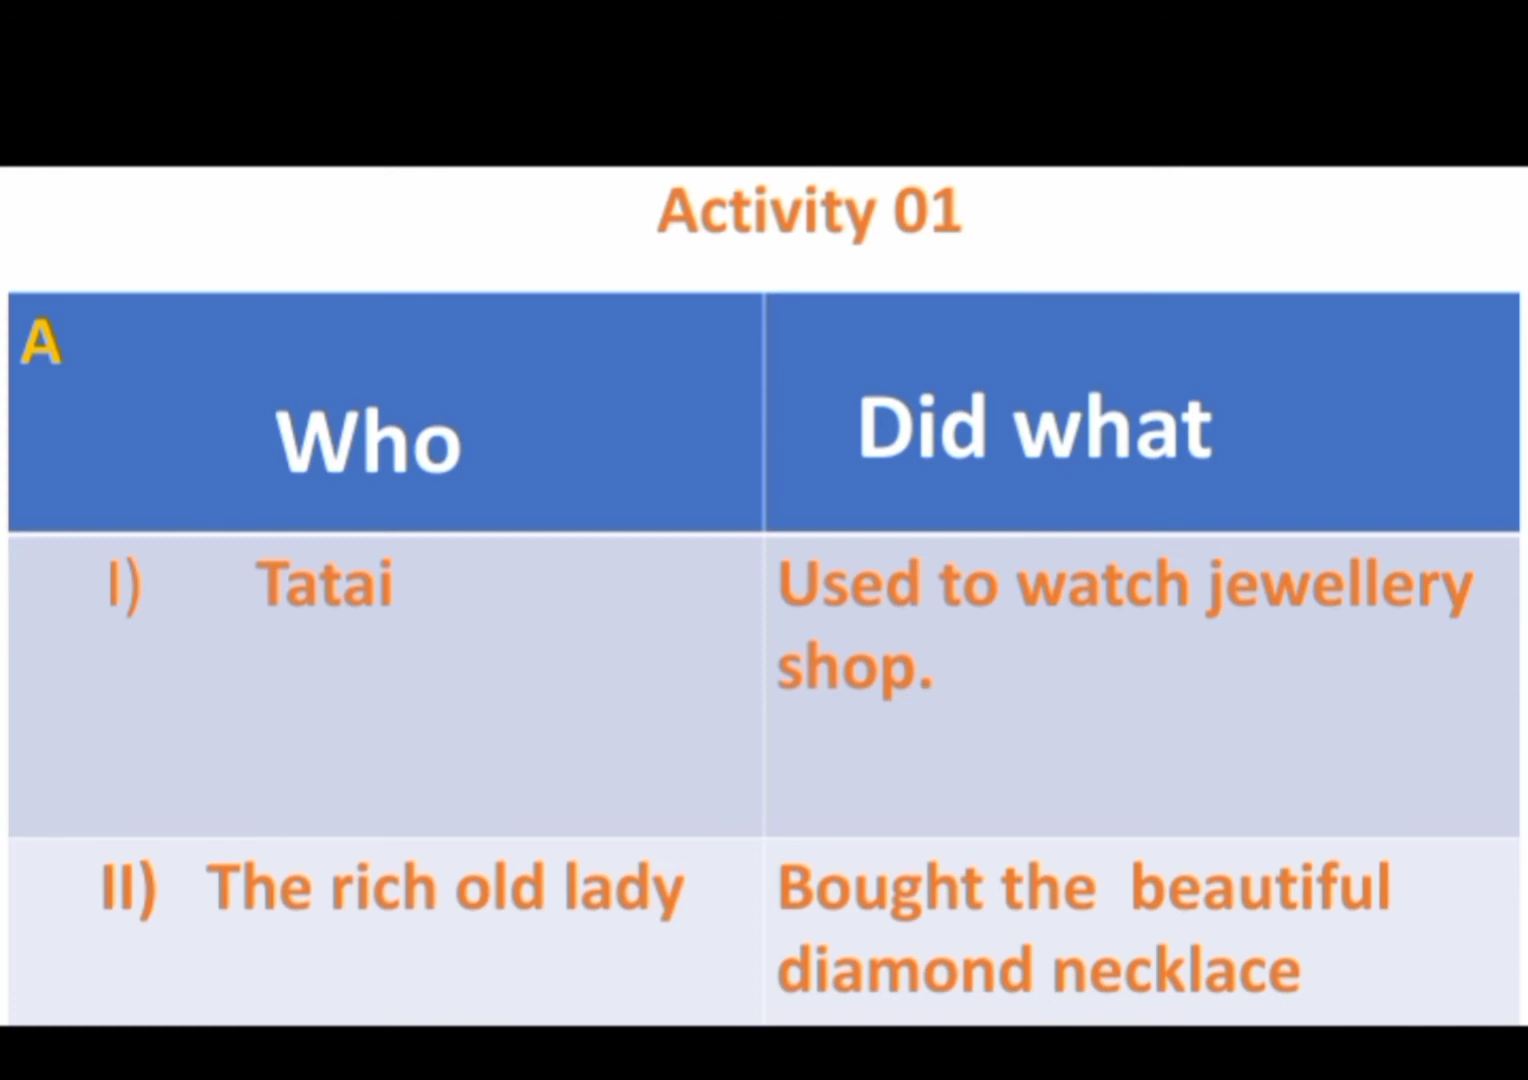 Activity 01
A
Who
Did what
I) Tatai
Used to watch jewellery
shop.
II) The rich old lady
Bought the beautiful
diamond necklace